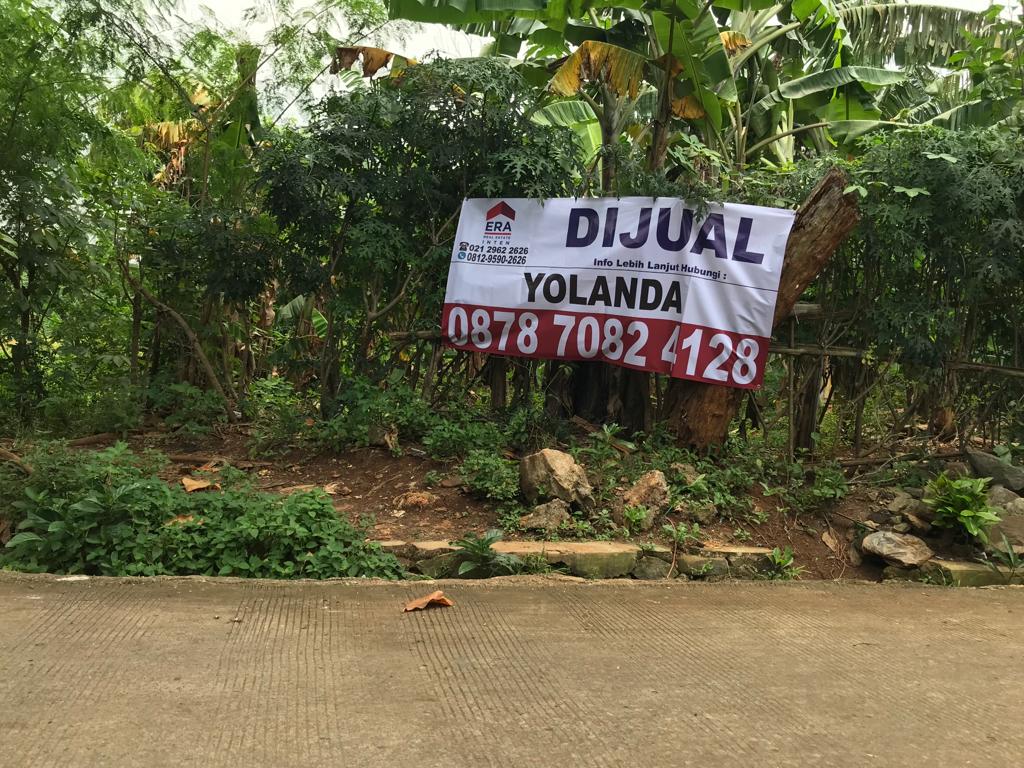 ERA
REAL ESTATE
INTEN
021 2962 2626
0812-9590-2626
DIJUAL
Info Lebih Lanjut Hubungi :
YOLANDA
0878 7082 4128